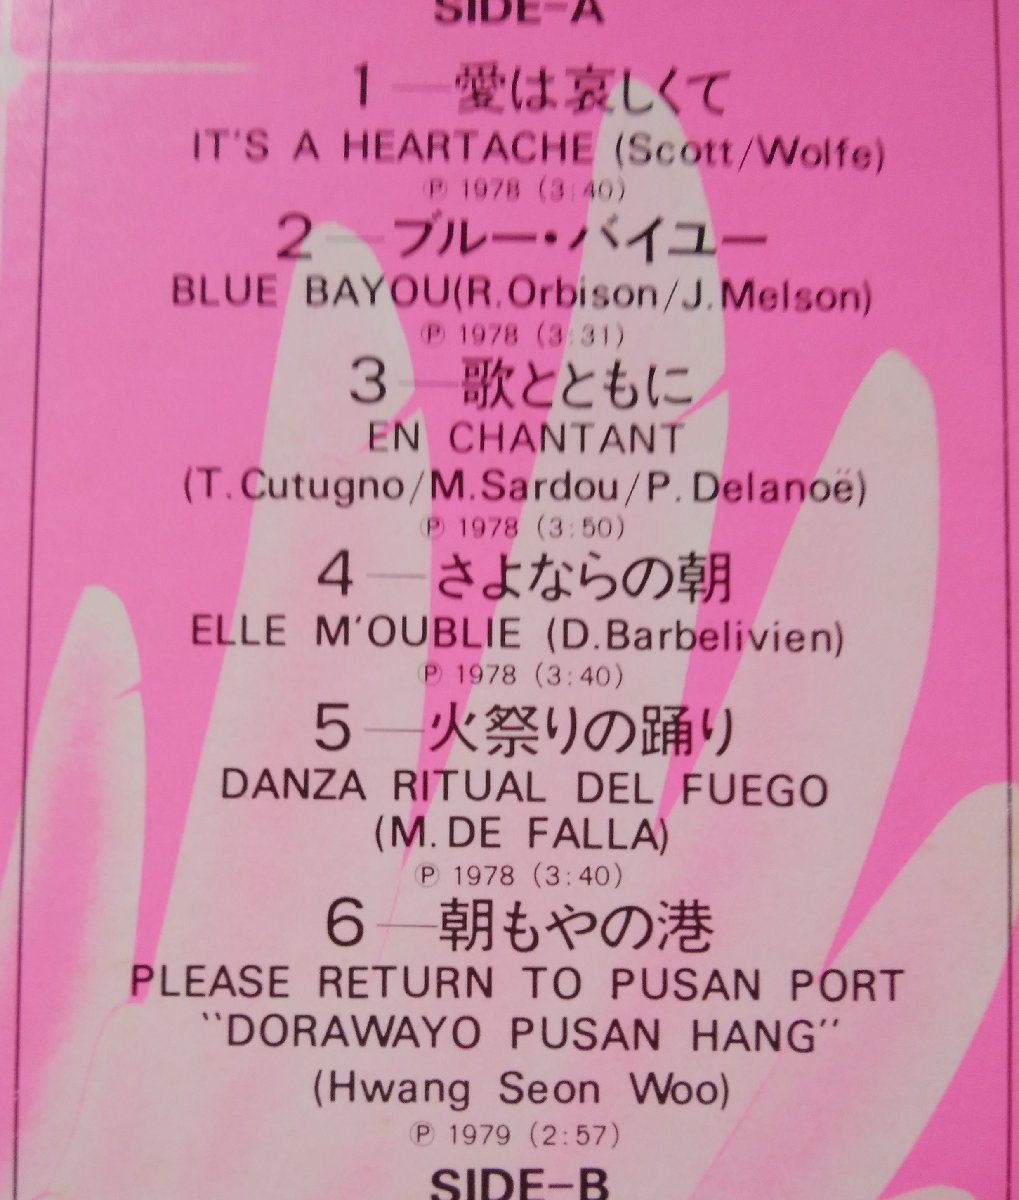 SIDE-A
1—愛は哀しくて
IT'S A HEARTACHE (Scott/Wolfe)
Ⓟ 1978 (3:40)
2—ブルー・バイユー
BLUE BAYOU(R.Orbison/J.Melson)
Ⓟ 1978 (3:31)
3—歌とともに
EN CHANTANT
(T.Cutugno/M.Sardou/P.Delanoë)
Ⓟ 1978 (3:50)
4—さよならの朝
ELLE M'OUBLIE (D.Barbelivien)
Ⓟ 1978 (3:40)
5—火祭りの踊り
DANZA RITUAL DEL FUEGO
(M.DE FALLA)
Ⓟ 1978 (3:40)
6—朝もやの港
PLEASE RETURN TO PUSAN PORT
"DORAWAYO PUSAN HANG"
(Hwang Seon Woo)
Ⓟ 1979 (2:57)
SIDE-B